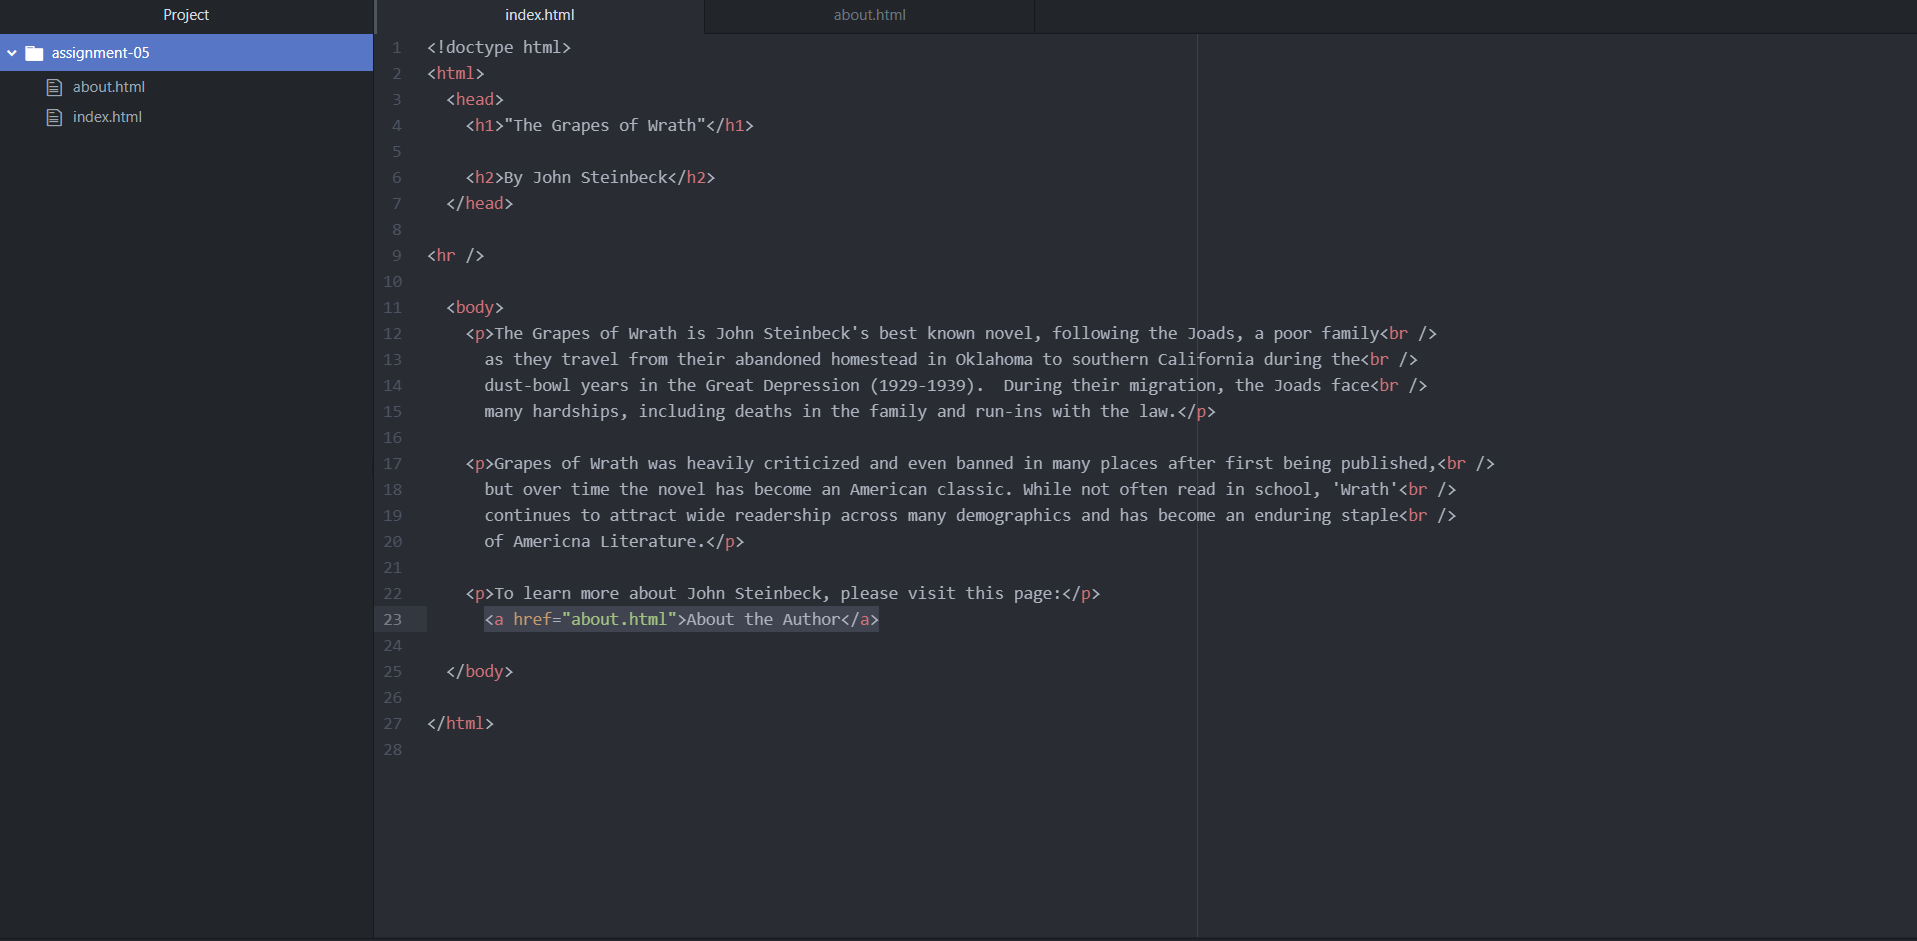 Project
assignment-05
about.html
index.html
index.html
about.html
1 <!doctype html>
2 <html>
3   <head>
4     <h1>"The Grapes of Wrath"</h1>
5
6     <h2>By John Steinbeck</h2>
7   </head>
8
9 <hr />
10
11   <body>
12     <p>The Grapes of Wrath is John Steinbeck's best known novel, following the Joads, a poor family<br />
13       as they travel from their abandoned homestead in Oklahoma to southern California during the<br />
14       dust-bowl years in the Great Depression (1929-1939).  During their migration, the Joads face<br />
15       many hardships, including deaths in the family and run-ins with the law.</p>
16
17     <p>Grapes of Wrath was heavily criticized and even banned in many places after first being published,<br />
18       but over time the novel has become an American classic. While not often read in school, 'Wrath'<br />
19       continues to attract wide readership across many demographics and has become an enduring staple<br />
20       of Americna Literature.</p>
21
22     <p>To learn more about John Steinbeck, please visit this page:</p>
23       <a href="about.html">About the Author</a>
24
25   </body>
26
27 </html>
28